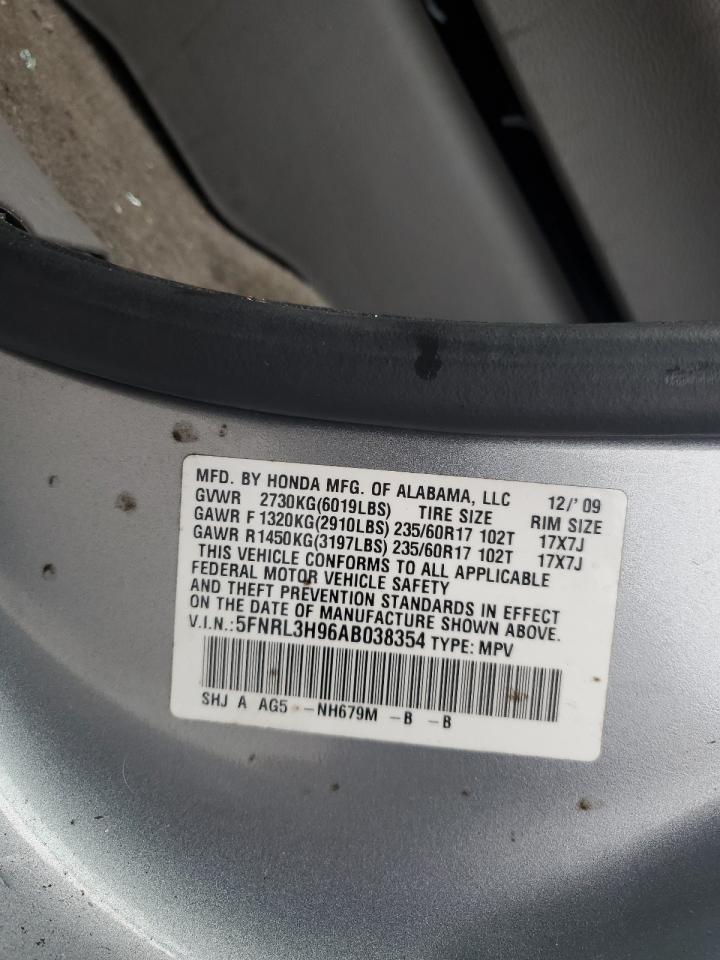 MFD. BY HONDA MFG. OF ALABAMA, LLC 12/'09
GVWR 2730KG(6019LBS) TIRE SIZE RIM SIZE
GAWR F 1320KG(2910LBS) 235/60R17 102T 17X7J
GAWR R1450KG(3197LBS) 235/60R17 102T 17X7J
THIS VEHICLE CONFORMS TO ALL APPLICABLE
FEDERAL MOTOR VEHICLE SAFETY
AND THEFT PREVENTION STANDARDS IN EFFECT
ON THE DATE OF MANUFACTURE SHOWN ABOVE.
V.I.N.:5FNRL3H96AB038354 TYPE: MPV
SHJ A AG5 -NH679M -B -B